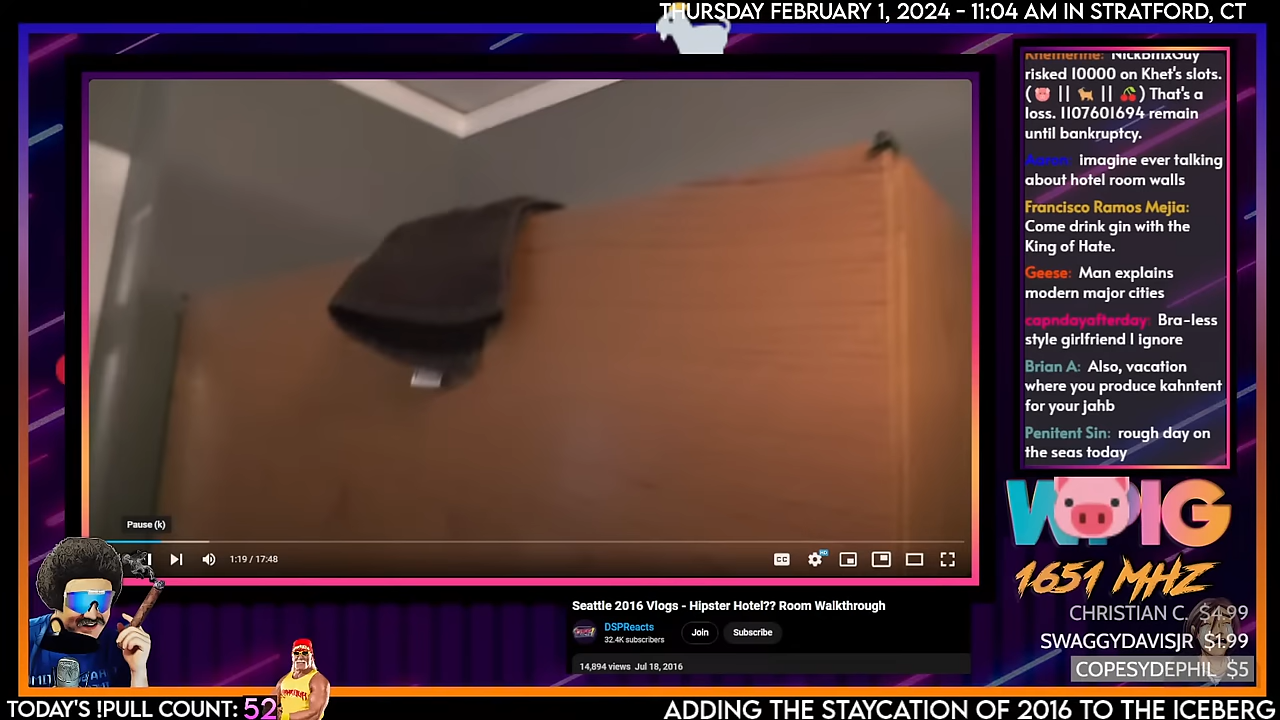 THURSDAY FEBRUARY 1, 2024 - 11:04 AM IN STRATFORD, CT
Khetherine: NickBmxGuy
risked 10000 on Khet's slots.
(🐷 || 🐕 || 🍒) That's a
loss. 1107601694 remain
until bankruptcy.
Aaron: imagine ever talking
about hotel room walls
Francisco Ramos Mejia:
Come drink gin with the
King of Hate.
Geese: Man explains
modern major cities
capndayafterday: Bra-less
style girlfriend I ignore
Brian A: Also, vacation
where you produce kahntent
for your jahb
Penitent Sin: rough day on
the seas today
Pause (k)
1:19 / 17:48
CC
HD
WPIG
1651 MHZ
Seattle 2016 Vlogs - Hipster Hotel?? Room Walkthrough
DSPReacts
32.4K subscribers
Join
Subscribe
14,894 views Jul 18, 2016
CHRISTIAN C. $4.99
SWAGGYDAVISJR $1.99
COPESYDEPHIL $5
TODAY'S !PULL COUNT: 52
ADDING THE STAYCATION OF 2016 TO THE ICEBERG